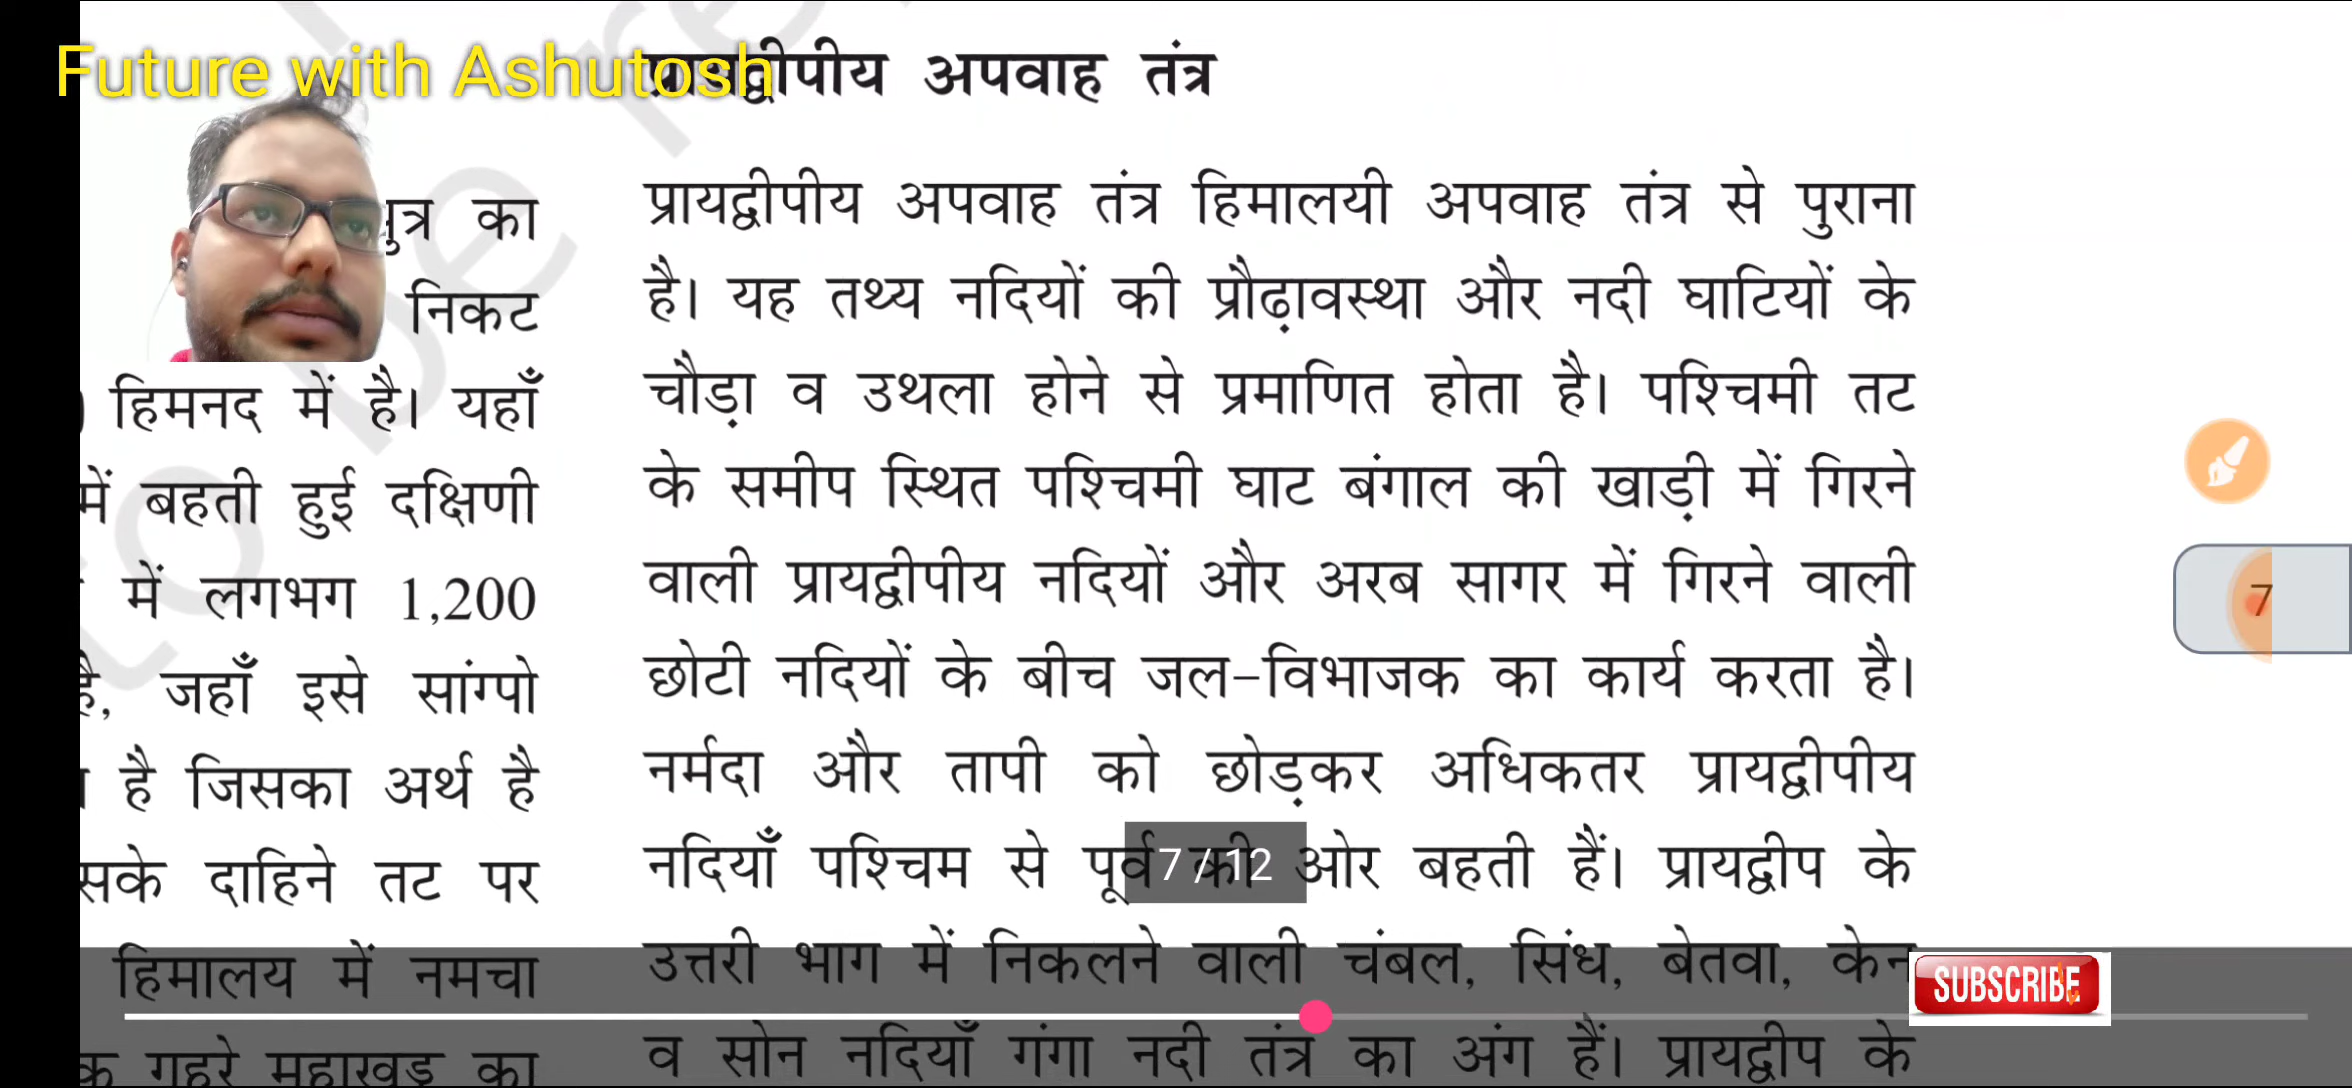 Future with Ashutosh
प्रायद्वीपीय अपवाह तंत्र
का
निकट
हिमनद में है। यहाँ
में बहती हुई दक्षिणी
में लगभग 1,200
है, जहाँ इसे सांग्पो
है जिसका अर्थ है
दाहिने तट पर
हिमालय में नमचा
गहरे महाखड्ड का
प्रायद्वीपीय अपवाह तंत्र हिमालयी अपवाह तंत्र से पुराना
है। यह तथ्य नदियों की प्रौढ़ावस्था और नदी घाटियों के
चौड़ा व उथला होने से प्रमाणित होता है। पश्चिमी तट
के समीप स्थित पश्चिमी घाट बंगाल की खाड़ी में गिरने
वाली प्रायद्वीपीय नदियों और अरब सागर में गिरने वाली
छोटी नदियों के बीच जल-विभाजक का कार्य करता है।
नर्मदा और तापी को छोड़कर अधिकतर प्रायद्वीपीय
नदियाँ पश्चिम से पूर्व की ओर बहती हैं। प्रायद्वीप के
उत्तरी भाग में निकलने वाली चंबल, सिंध, बेतवा, केन
व सोन नदियाँ गंगा नदी तंत्र का अंग हैं। प्रायद्वीप के
7
7 / 12
SUBSCRIBE